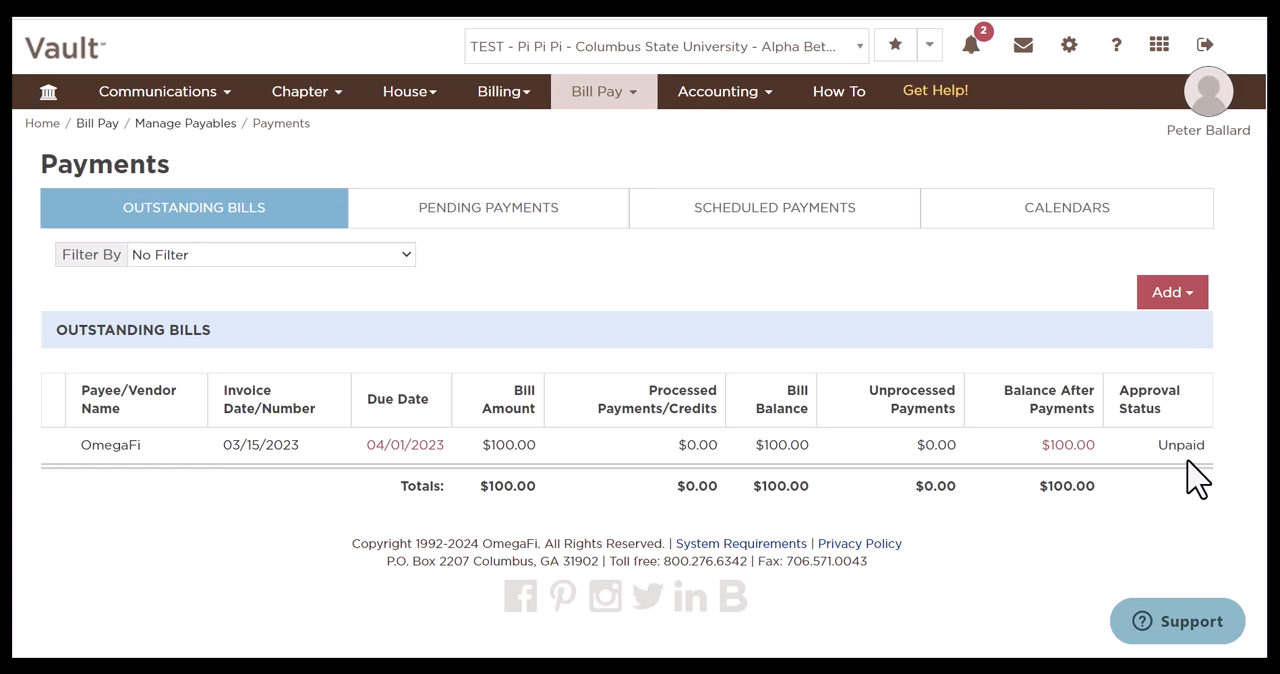 Vault™
TEST - Pi Pi Pi - Columbus State University - Alpha Bet...
2
Communications
Chapter
House
Billing
Bill Pay
Accounting
How To
Get Help!
Home / Bill Pay / Manage Payables / Payments
Peter Ballard
Payments
OUTSTANDING BILLS
PENDING PAYMENTS
SCHEDULED PAYMENTS
CALENDARS
Filter By No Filter
Add
OUTSTANDING BILLS
Payee/Vendor Name
Invoice Date/Number
Due Date
Bill Amount
Processed Payments/Credits
Bill Balance
Unprocessed Payments
Balance After Payments
Approval Status
OmegaFi 03/15/2023 04/01/2023 $100.00 $0.00 $100.00 $0.00 $100.00 Unpaid
Totals: $100.00 $0.00 $100.00 $0.00 $100.00
Copyright 1992-2024 OmegaFi. All Rights Reserved. | System Requirements | Privacy Policy
P.O. Box 2207 Columbus, GA 31902 | Toll free: 800.276.6342 | Fax: 706.571.0043
? Support